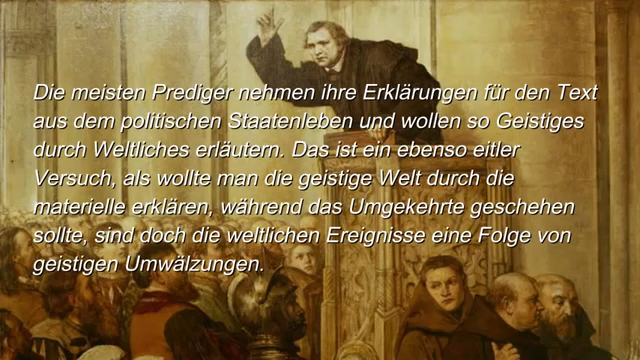 Die meisten Prediger nehmen ihre Erklärungen für den Text
aus dem politischen Staatenleben und wollen so Geistiges
durch Weltliches erläutern. Das ist ein ebenso eitler
Versuch, als wollte man die geistige Welt durch die
materielle erklären, während das Umgekehrte geschehen
sollte, sind doch die weltlichen Ereignisse eine Folge von
geistigen Umwälzungen.